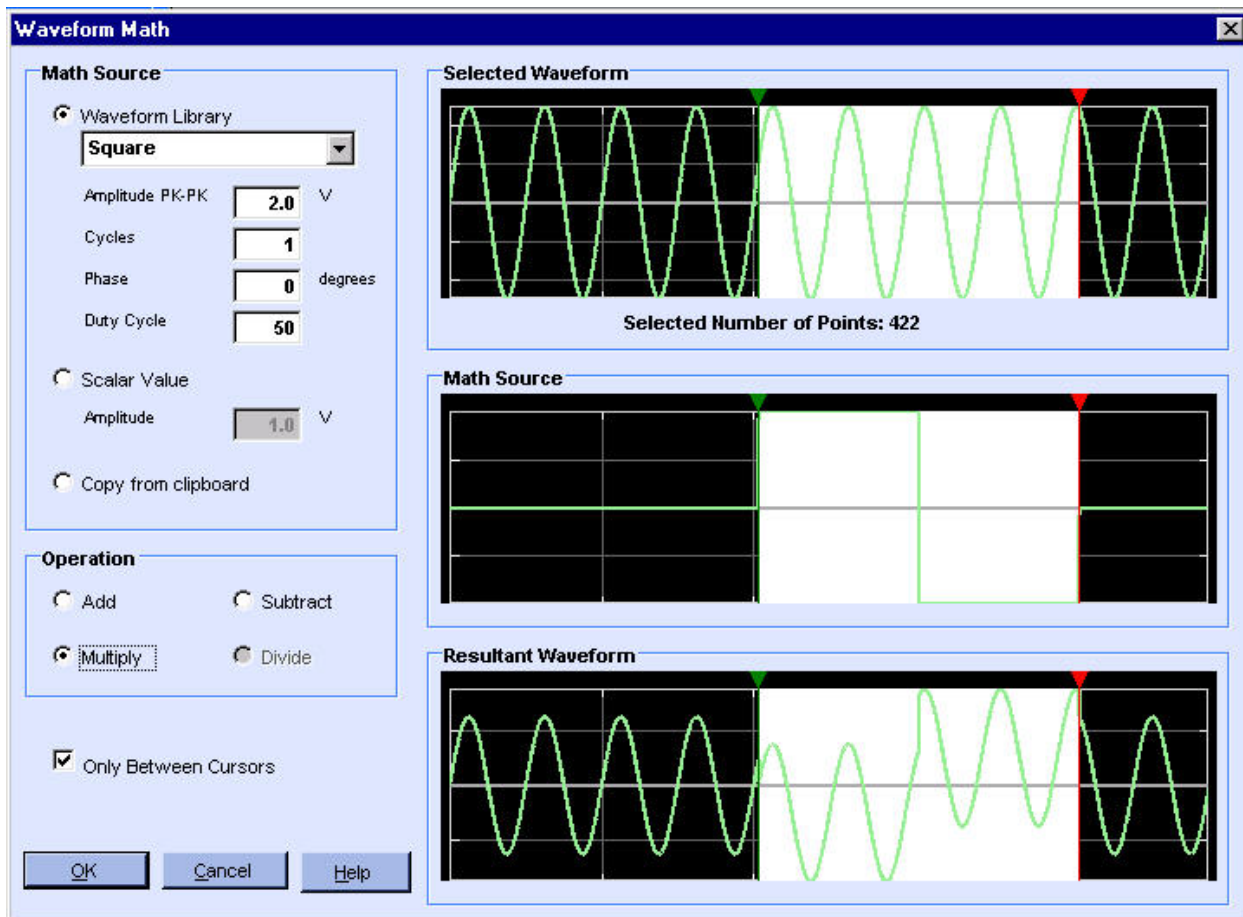 Waveform Math
Math Source
Waveform Library
Square
Amplitude PK-PK 2.0 V
Cycles 1
Phase 0 degrees
Duty Cycle 50
Scalar Value
Amplitude 1.0 V
Copy from clipboard
Operation
Add Subtract
Multiply Divide
Only Between Cursors
OK Cancel Help
Selected Waveform
Selected Number of Points: 422
Math Source
Resultant Waveform